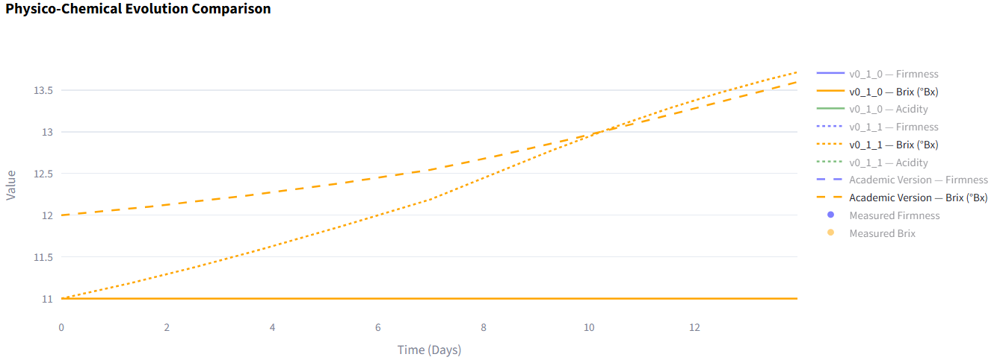 Physico-Chemical Evolution Comparison
Value
13.5
13
12.5
12
11.5
11
0 2 4 6 8 10 12
Time (Days)
v0_1_0 — Firmness
v0_1_0 — Brix (°Bx)
v0_1_0 — Acidity
v0_1_1 — Firmness
v0_1_1 — Brix (°Bx)
v0_1_1 — Acidity
Academic Version — Firmness
Academic Version — Brix (°Bx)
Measured Firmness
Measured Brix